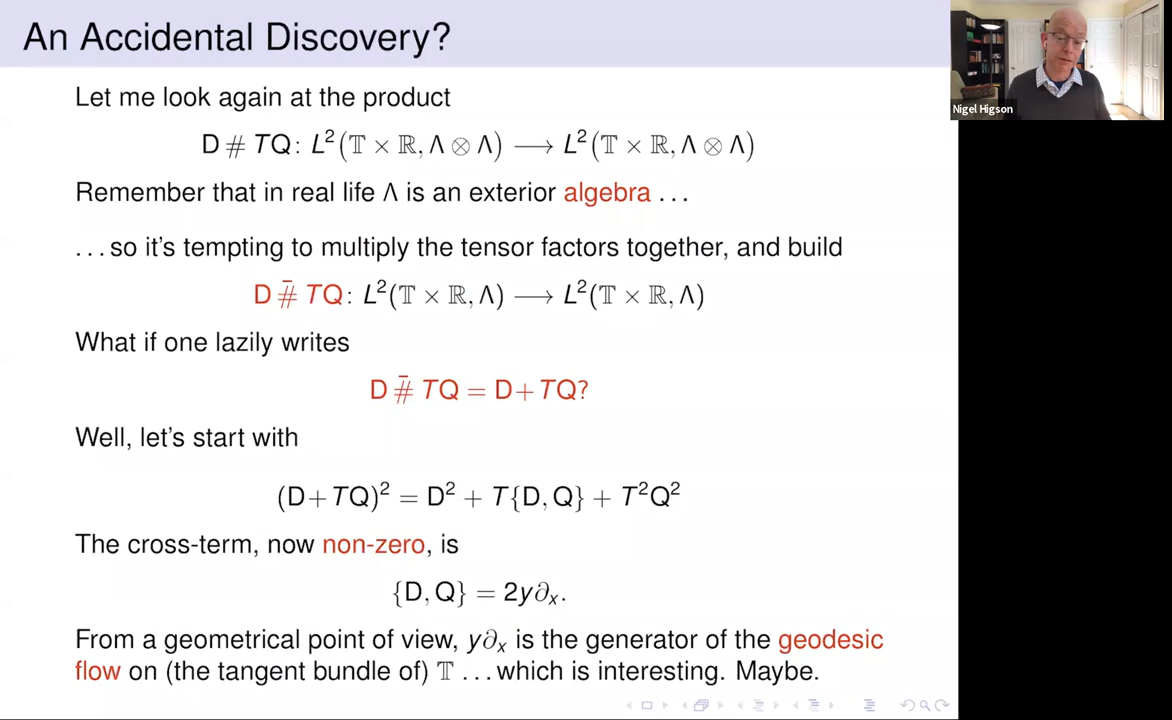 An Accidental Discovery?
Nigel Higson
Let me look again at the product
D # TQ: L²(𝕋 × ℝ, Λ ⊗ Λ) ⟶ L²(𝕋 × ℝ, Λ ⊗ Λ)
Remember that in real life Λ is an exterior algebra ...
... so it's tempting to multiply the tensor factors together, and build
D #̄ TQ: L²(𝕋 × ℝ, Λ) ⟶ L²(𝕋 × ℝ, Λ)
What if one lazily writes
D #̄ TQ = D + TQ?
Well, let's start with
(D + TQ)² = D² + T{D, Q} + T²Q²
The cross-term, now non-zero, is
{D, Q} = 2y∂ₓ.
From a geometrical point of view, y∂ₓ is the generator of the geodesic
flow on (the tangent bundle of) 𝕋 ... which is interesting. Maybe.